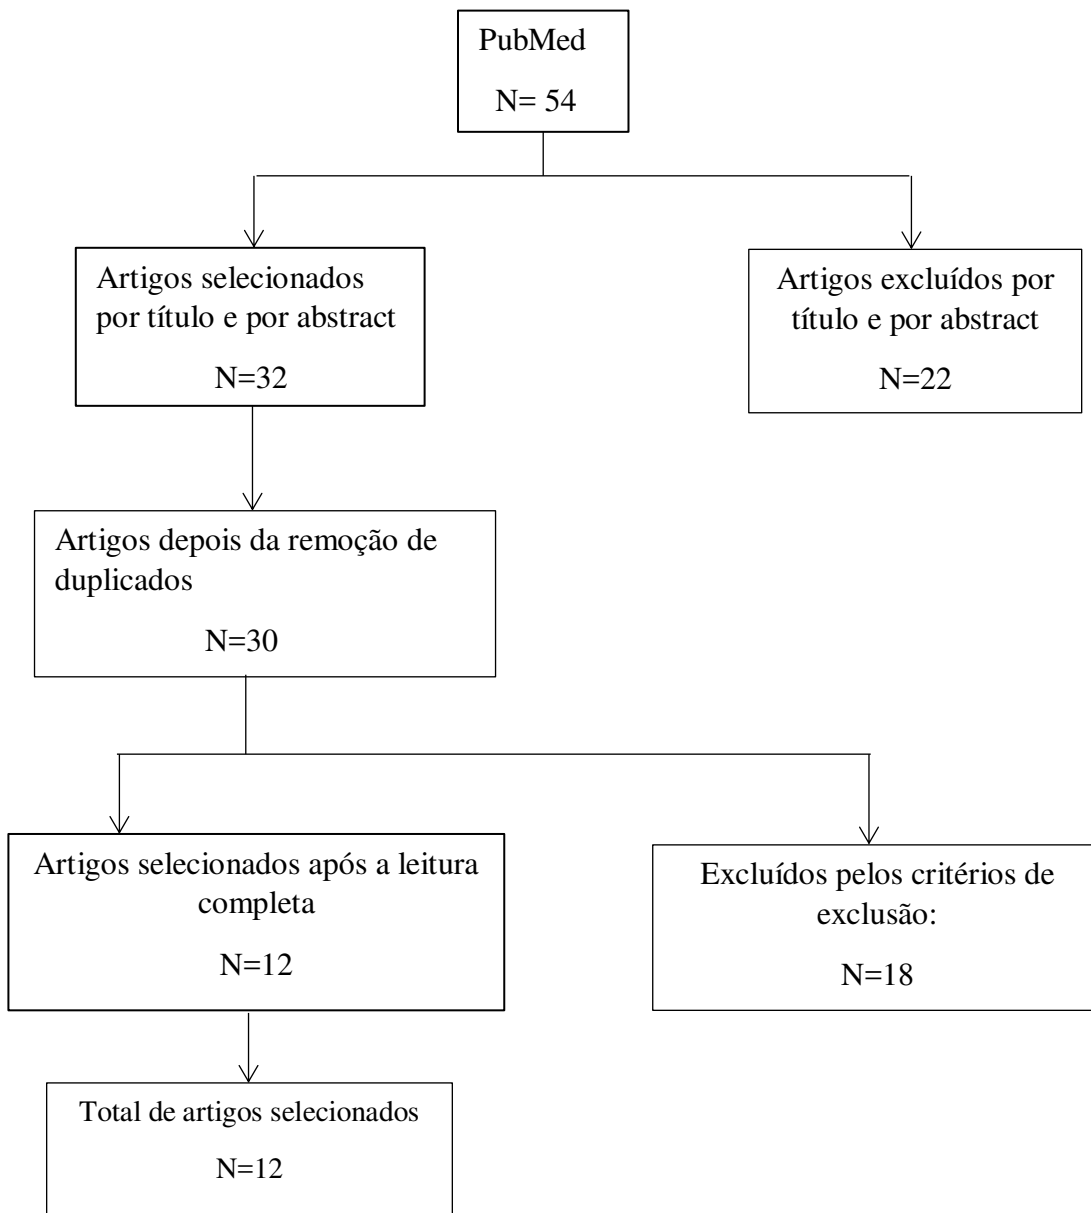 PubMed
N= 54
Artigos selecionados
por título e por abstract
N=32
Artigos excluídos por
título e por abstract
N=22
Artigos depois da remoção de
duplicados
N=30
Artigos selecionados após a leitura
completa
N=12
Excluídos pelos critérios de
exclusão:
N=18
Total de artigos selecionados
N=12